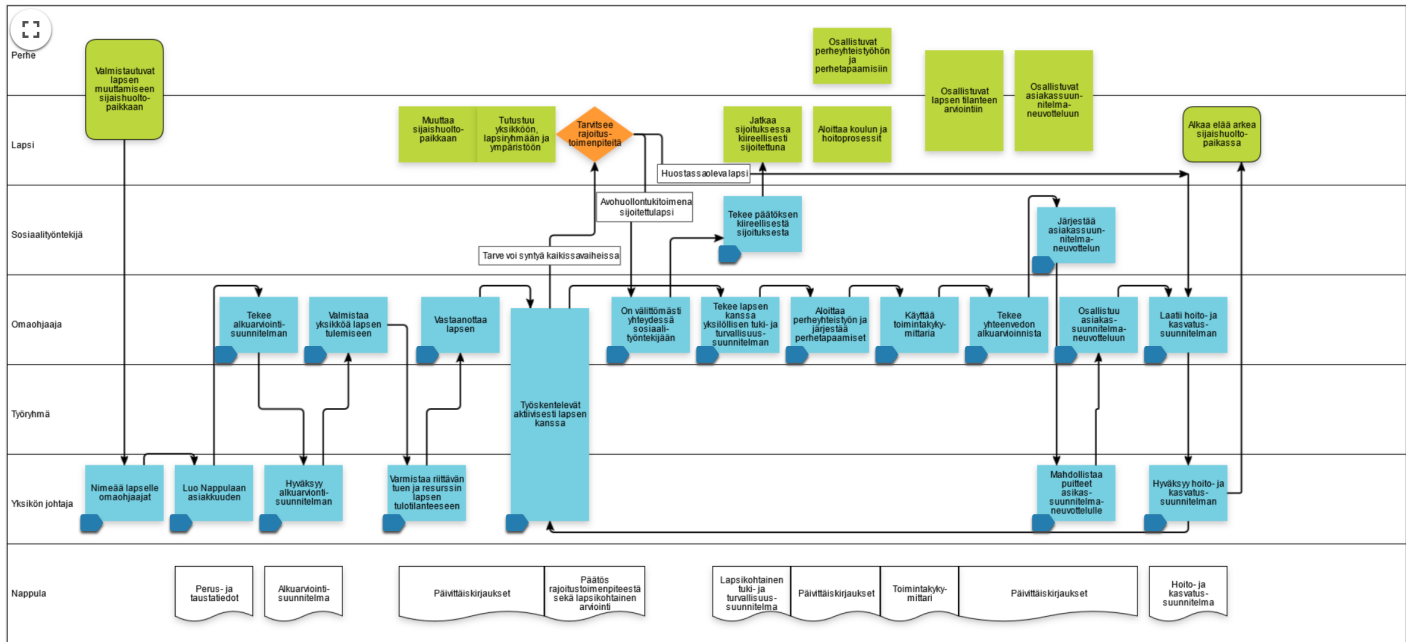 Perhe
Valmistautuvat
lapsen
muuttamiseen
sijaishuolto-
paikkaan
Osallistuvat
perheyhteistyöhön
ja
perhetapaamisiin
Osallistuvat
lapsen tilanteen
arviointiin
Osallistuvat
asiakassuun-
nitelma-
neuvotteluun
Lapsi
Muuttaa
sijaishuolto-
paikkaan
Tutustuu
yksikköön,
lapsiryhmään ja
ympäristöön
Tarvitsee
rajoitus-
toimenpiteitä
Jatkaa
sijoituksessa
kiireellisesti
sijoitettuna
Aloittaa koulun ja
hoitoprosessit
Alkaa elää arkea
sijaishuolto-
paikassa
Huostassaoleva lapsi
Avohuollontukitoimena
sijoitettulapsi
Tarve voi syntyä kaikissavaiheissa
Sosiaalityöntekijä
Tekee päätöksen
kiireellisestä
sijoituksesta
Järjestää
asiakassuun-
nitelma-
neuvottelun
Omaohjaaja
Tekee
alkuarviointi-
suunnitelman
Valmistaa
yksikköä lapsen
tulemiseen
Vastaanottaa
lapsen
On välittömästi
yhteydessä
sosiaali-
työntekijään
Tekee lapsen
kanssa
yksilöllisen tuki- ja
turvallisuus-
suunnitelman
Aloittaa
perheyhteistyön ja
järjestää
perhetapaamiset
Käyttää
toimintakyky-
mittaria
Tekee
yhteenvedon
alkuarvioinnista
Osallistuu
asiakas-
suunnitelma-
neuvotteluun
Laatii hoito- ja
kasvatus-
suunnitelman
Työryhmä
Työskentelevät
aktiivisesti lapsen
kanssa
Yksikön johtaja
Nimeää lapselle
omaohjaajat
Luo Nappulaan
asiakkuuden
Hyväksyy
alkuarvionti-
suunnitelman
Varmistaa riittävän
tuen ja resurssin
lapsen
tulotilanteeseen
Mahdollistaa
puitteet
asikas-
suunnitelma-
neuvottelulle
Hyväksyy hoito- ja
kasvatus-
suunnitelman
Nappula
Perus- ja
taustatiedot
Alkuarviointi-
suunnitelma
Päivittäiskirjaukset
Päätös
rajoitustoimenpiteestä
sekä lapsikohtainen
arviointi
Lapsikohtainen
tuki- ja
turvallisuus-
suunnitelma
Päivittäiskirjaukset
Toimintakyky-
mittari
Päivittäiskirjaukset
Hoito- ja
kasvatus-
suunnitelma